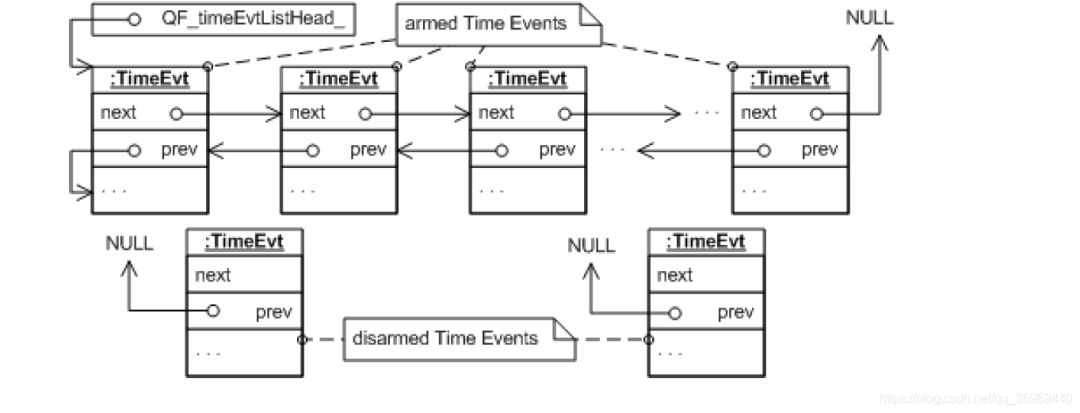 QF_timeEvtListHead_
armed Time Events
NULL
:TimeEvt
:TimeEvt
:TimeEvt
:TimeEvt
next
next
next
...
next
prev
prev
prev
...
prev
...
...
...
...
NULL
:TimeEvt
NULL
:TimeEvt
next
next
prev
prev
...
disarmed Time Events
...
https://blog.csdn.net/qq_36969440